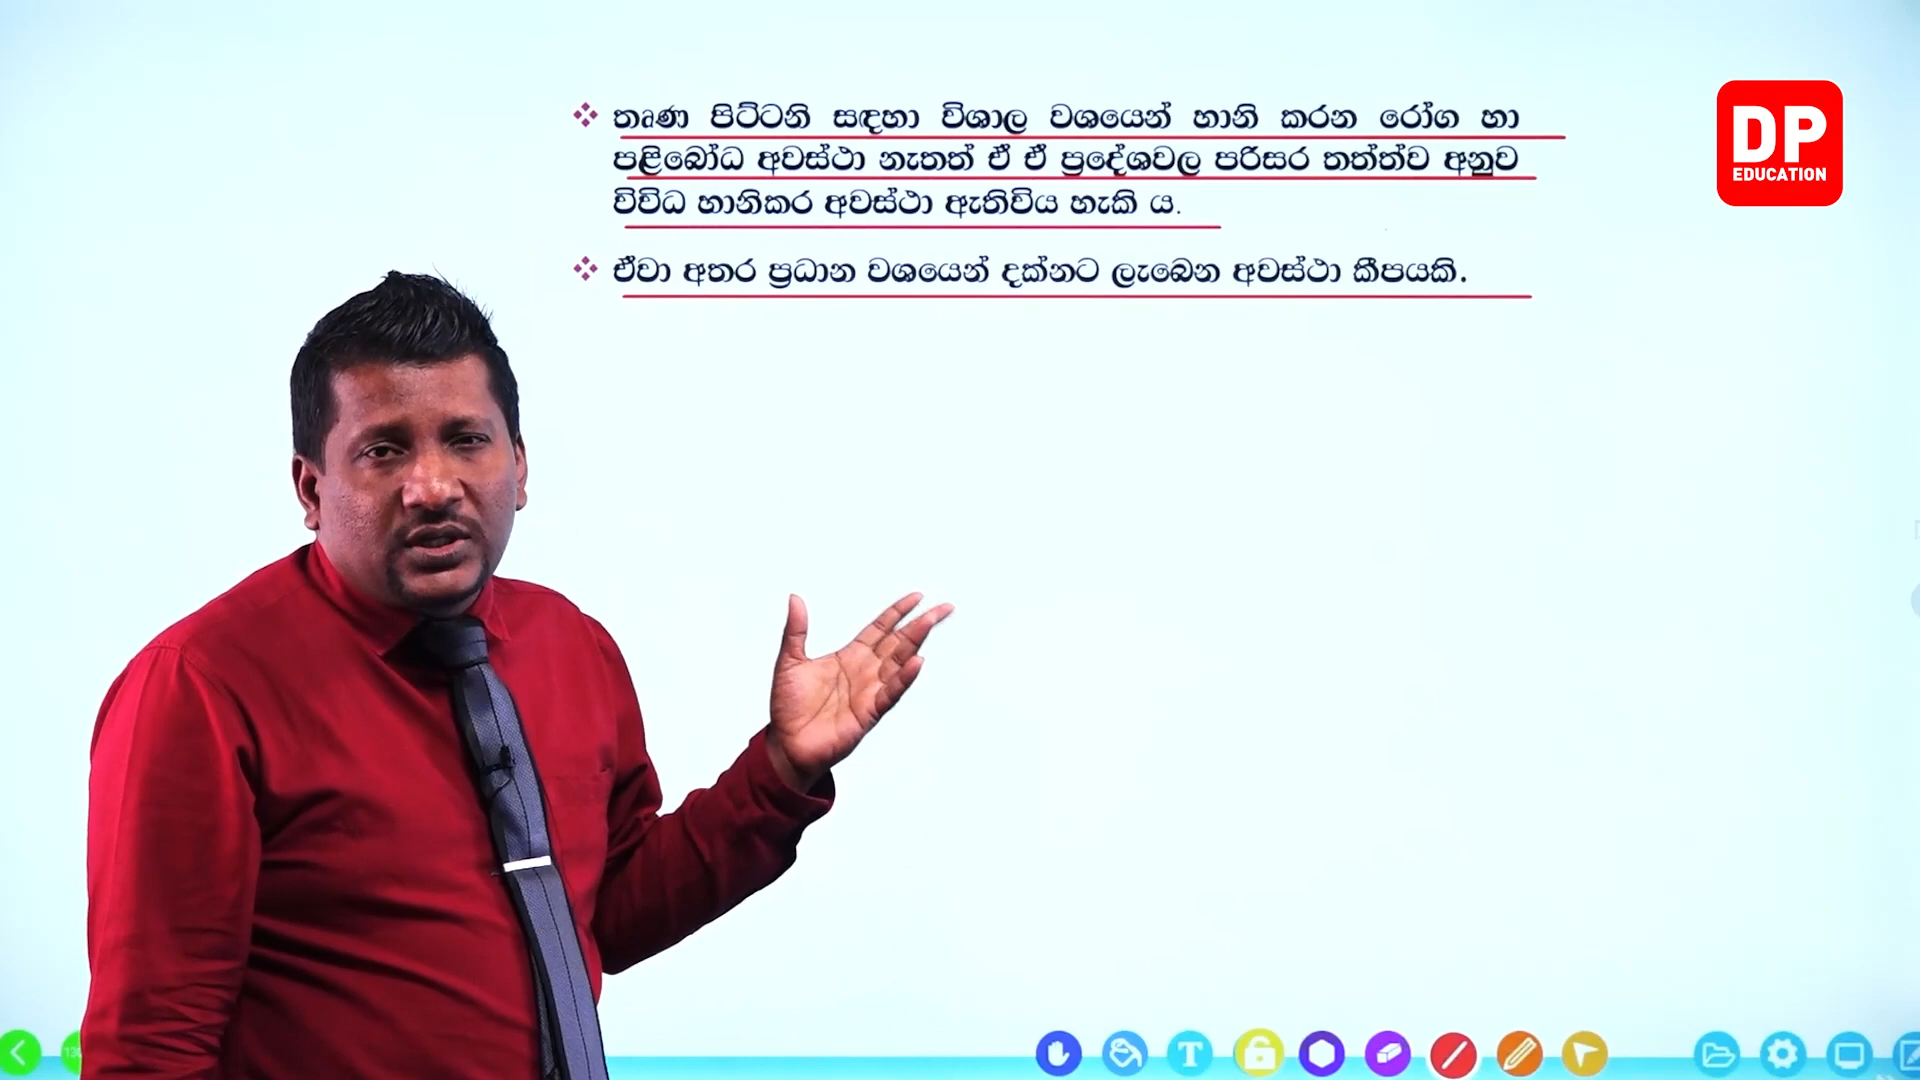 තෘණ පිට්ටනි සඳහා විශාල වශයෙන් හානි කරන රෝග හා
පළිබෝධ අවස්ථා නැතත් ඒ ඒ ප්‍රදේශවල පරිසර තත්ත්ව අනුව
විවිධ හානිකර අවස්ථා ඇතිවිය හැකි ය.
ඒවා අතර ප්‍රධාන වශයෙන් දක්නට ලැබෙන අවස්ථා කීපයකි.
DP
EDUCATION
T